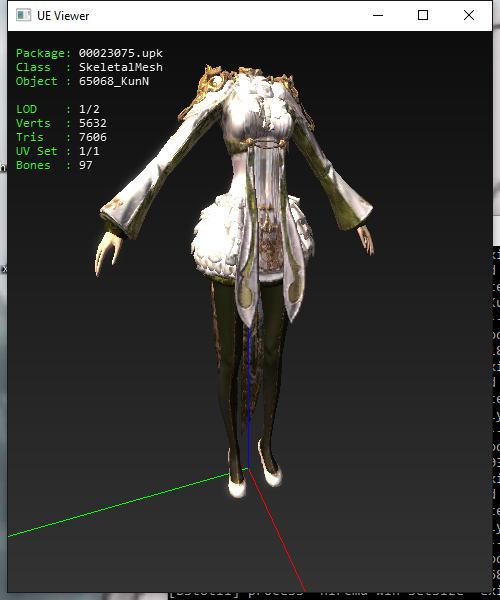 UE Viewer
Package: 00023075.upk
Class  : SkeletalMesh
Object : 65068_KunN
LOD    : 1/2
Verts  : 5632
Tris   : 7606
UV Set : 1/1
Bones  : 97